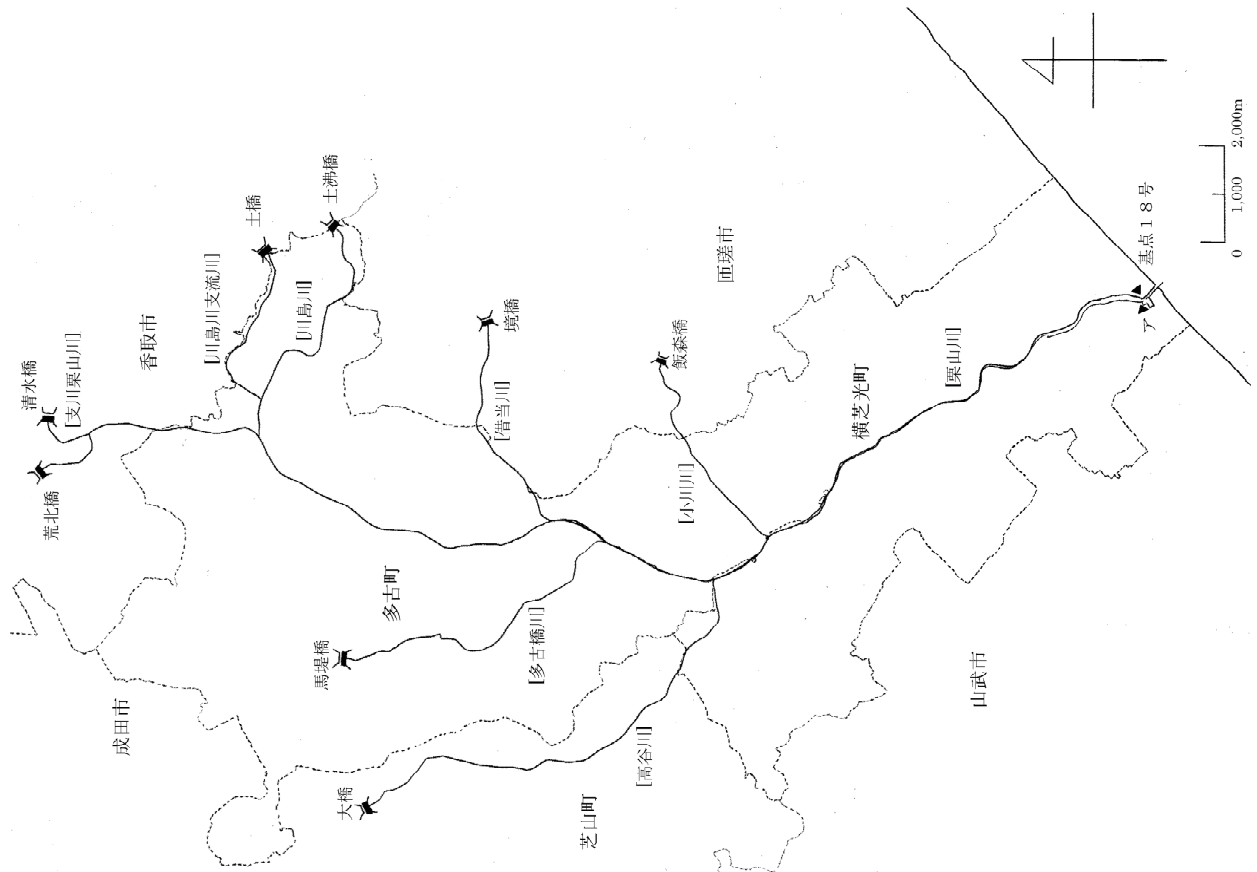 清水橋
[支川栗山川]
荒北橋
香取市
土橋
[川島川支流川]
土沸橋
[川島川]
成田市
多古町
馬堤橋
[借当川]
境橋
[多古橋川]
匝瑳市
飯森橋
大橋
[小川川]
[高谷川]
芝山町
横芝光町
[栗山川]
山武市
基点18号
ア
0
1,000
2,000m